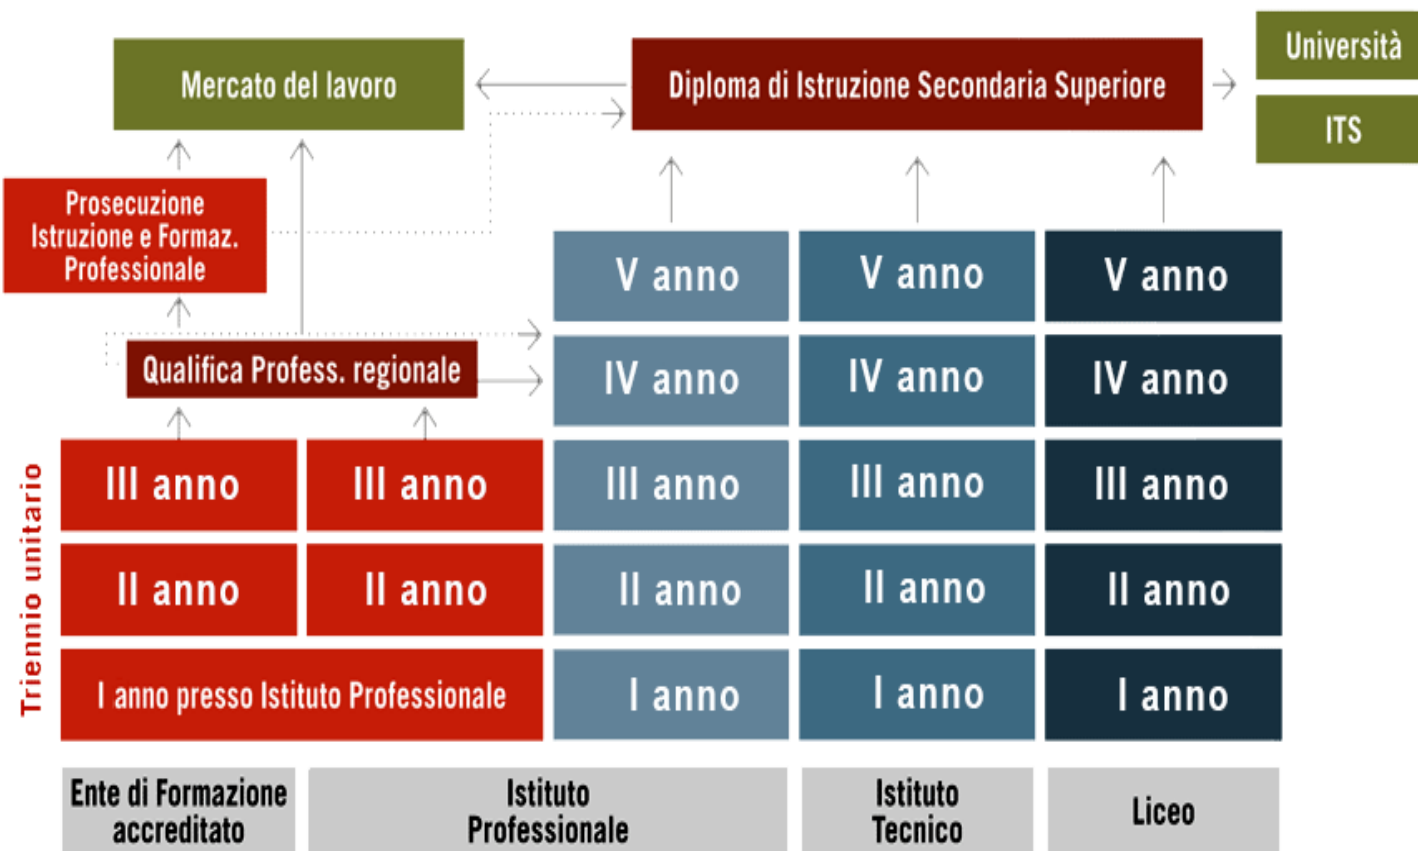 Università
Mercato del lavoro
Diploma di Istruzione Secondaria Superiore
ITS
Prosecuzione
Istruzione e Formaz.
Professionale
V anno
V anno
V anno
Qualifica Profess. regionale
IV anno
IV anno
IV anno
Triennio unitario
III anno
III anno
III anno
III anno
III anno
II anno
II anno
II anno
II anno
II anno
I anno presso Istituto Professionale
I anno
I anno
I anno
Ente di Formazione
accreditato
Istituto
Professionale
Istituto
Tecnico
Liceo